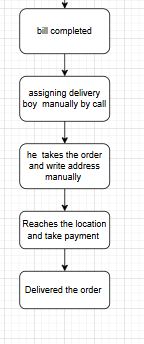 bill completed
assigning delivery
boy manually by call
he takes the order
and write address
manually
Reaches the location
and take payment
Delivered the order